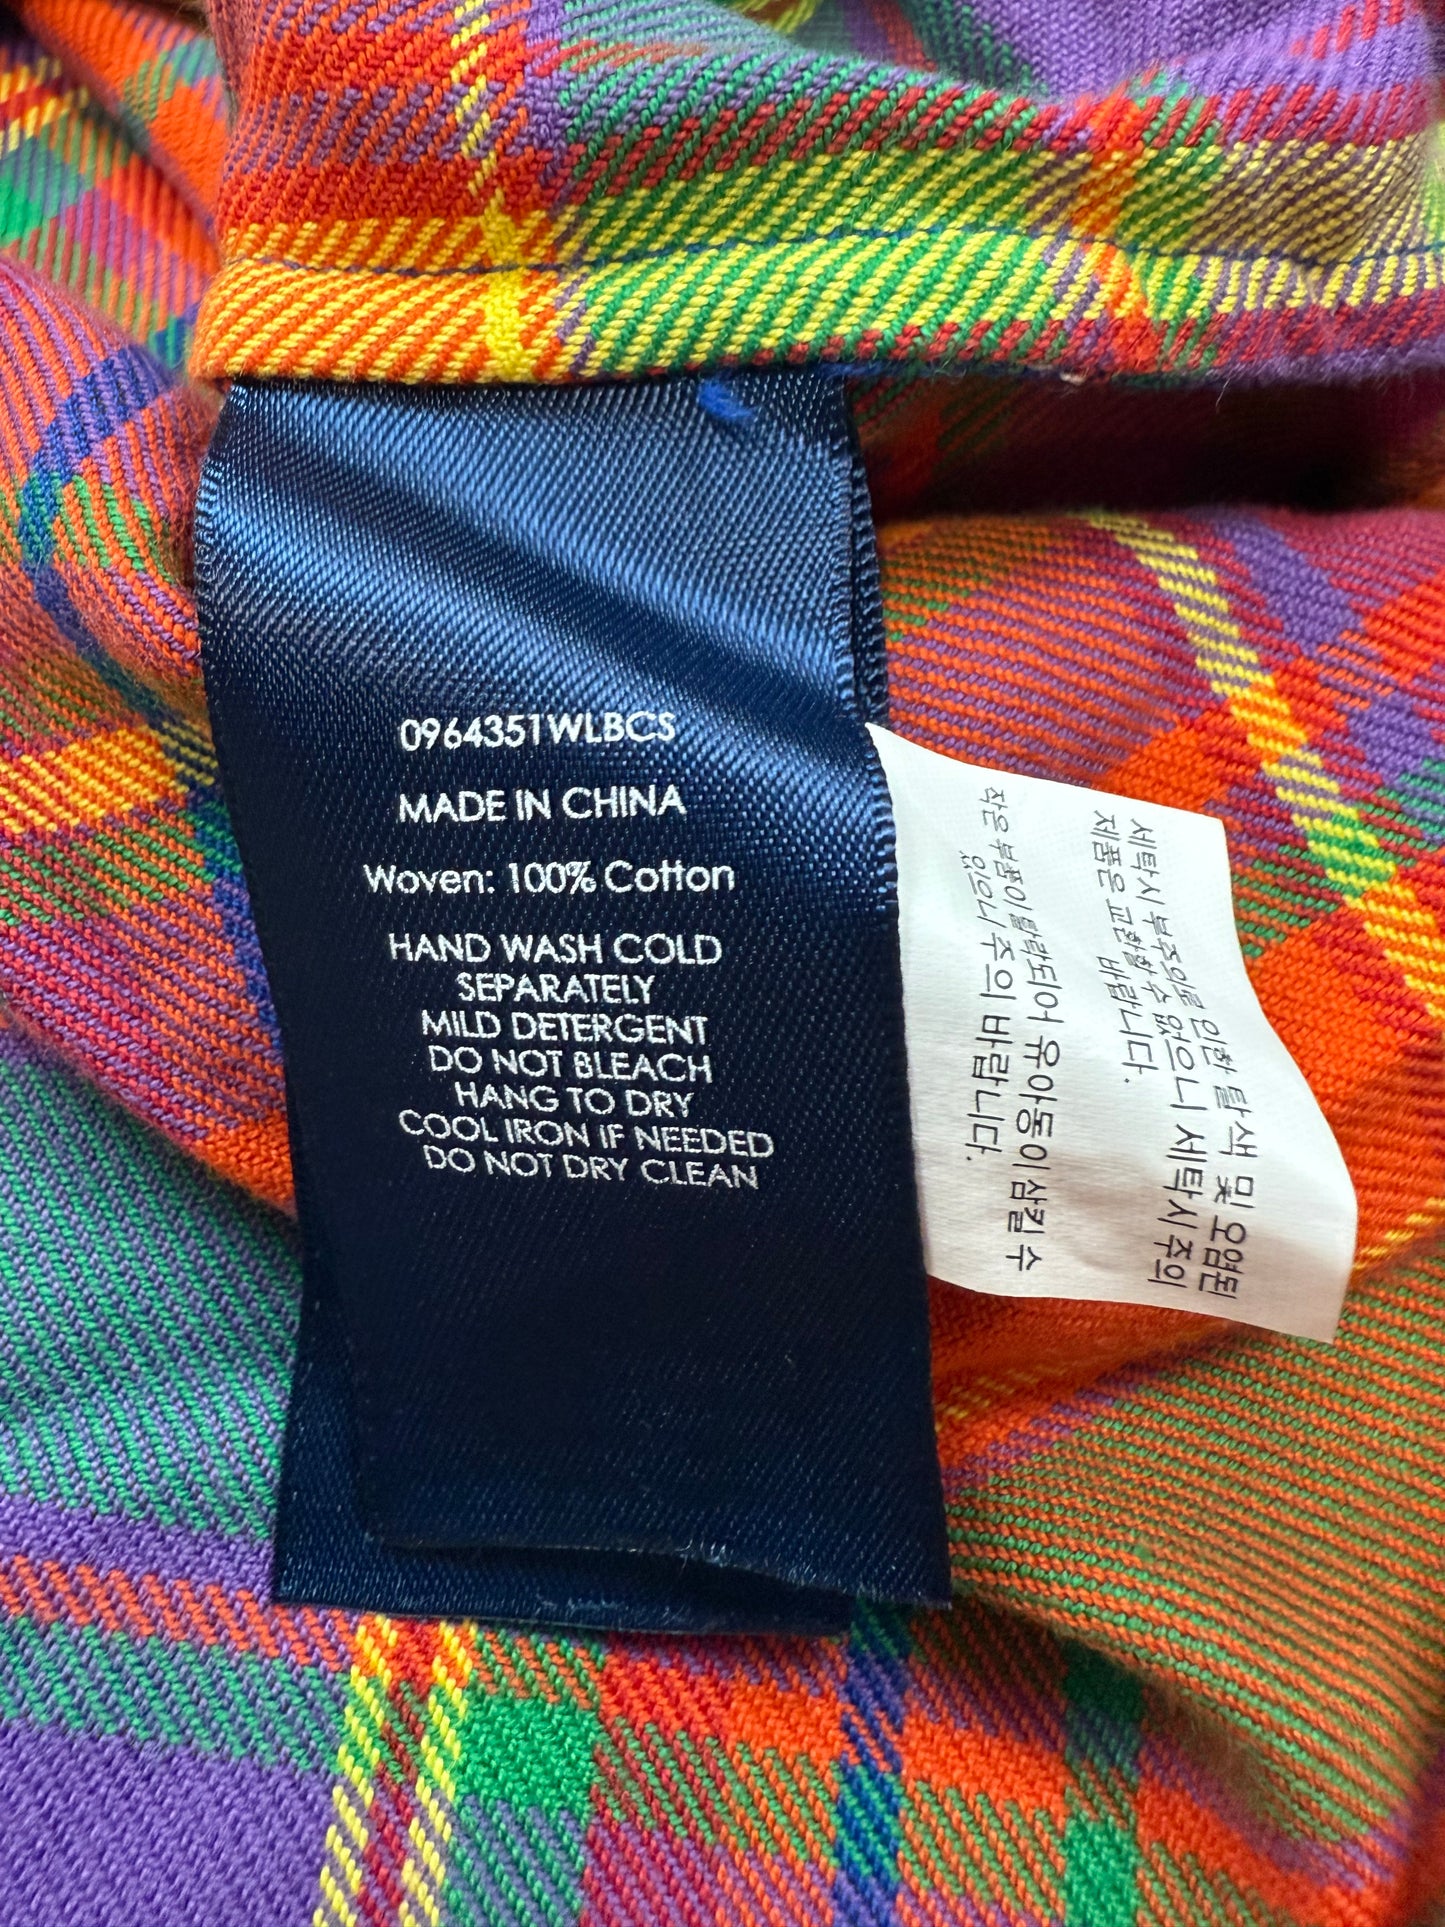 0964351WLBCS
MADE IN CHINA
Woven: 100% Cotton
HAND WASH COLD
SEPARATELY
MILD DETERGENT
DO NOT BLEACH
HANG TO DRY
COOL IRON IF NEEDED
DO NOT DRY CLEAN
세탁시 부주의로 인한 탈색 및 오염된
제품은 교환할 수 없으니 세탁시 주의
바랍니다.
작은 부품이 탈락되어 유아동이 삼킬 수
있으니 주의 바랍니다.